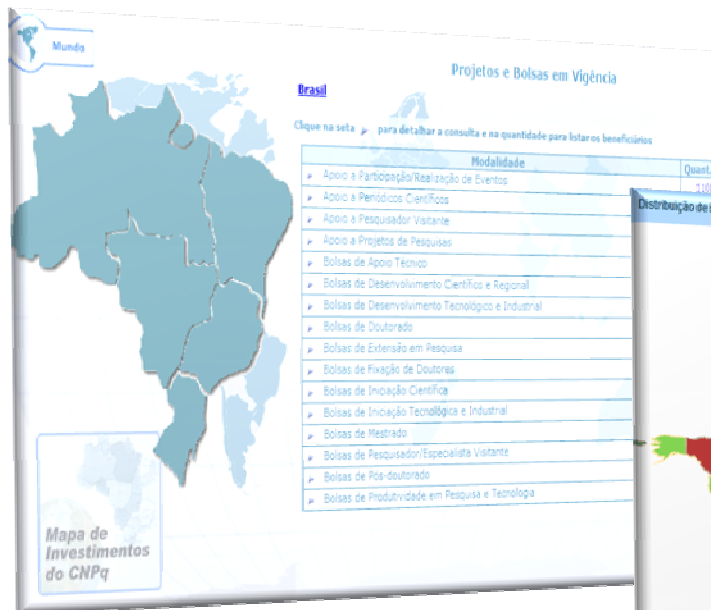 Mundo
Projetos e Bolsas em Vigência
Brasil
Clique na seta para detalhar a consulta e na quantidade para listar os beneficiários
Modalidade
Quant.
Apoio a Participação/Realização de Eventos
Apoio a Periódicos Científicos
Apoio a Pesquisador Visitante
Apoio a Projetos de Pesquisas
Bolsas de Apoio Técnico
Bolsas de Desenvolvimento Científico e Regional
Bolsas de Desenvolvimento Tecnológico e Industrial
Bolsas de Doutorado
Bolsas de Extensão em Pesquisa
Bolsas de Fixação de Doutores
Bolsas de Iniciação Científica
Bolsas de Iniciação Tecnológica e Industrial
Bolsas de Mestrado
Bolsas de Pesquisador/Especialista Visitante
Bolsas de Pós-doutorado
Bolsas de Produtividade em Pesquisa e Tecnologia
Distribuição de
Mapa de
Investimentos
do CNPq